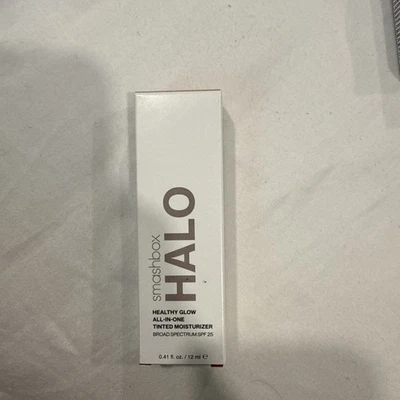 smashbox
HALO
HEALTHY GLOW
ALL-IN-ONE
TINTED MOISTURIZER
BROAD SPECTRUM SPF 25
0.41 fl. oz. / 12 ml ℮